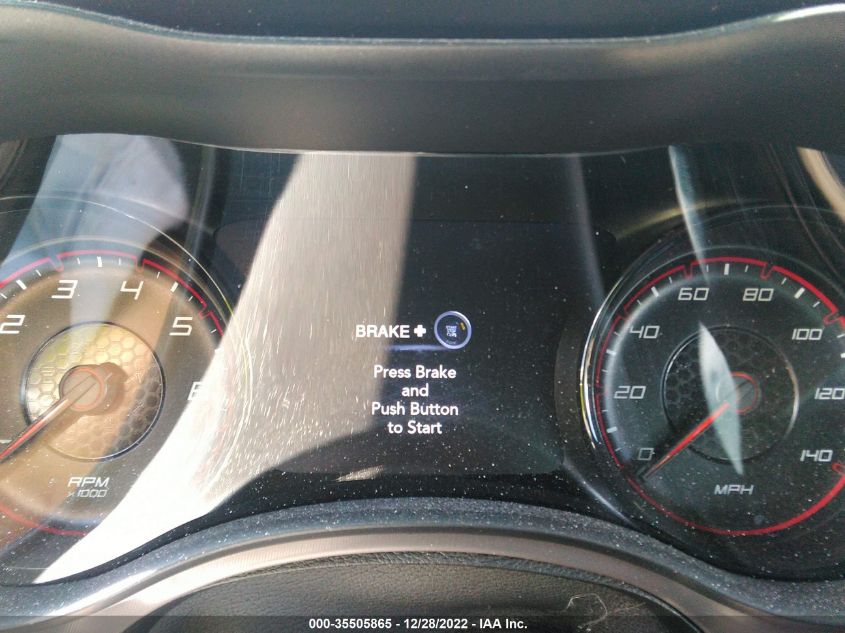 BRAKE +
Press Brake
and
Push Button
to Start
2
3
4
5
RPM
x1000
0
20
40
60
80
100
120
140
MPH
000-35505865 - 12/28/2022 - IAA Inc.